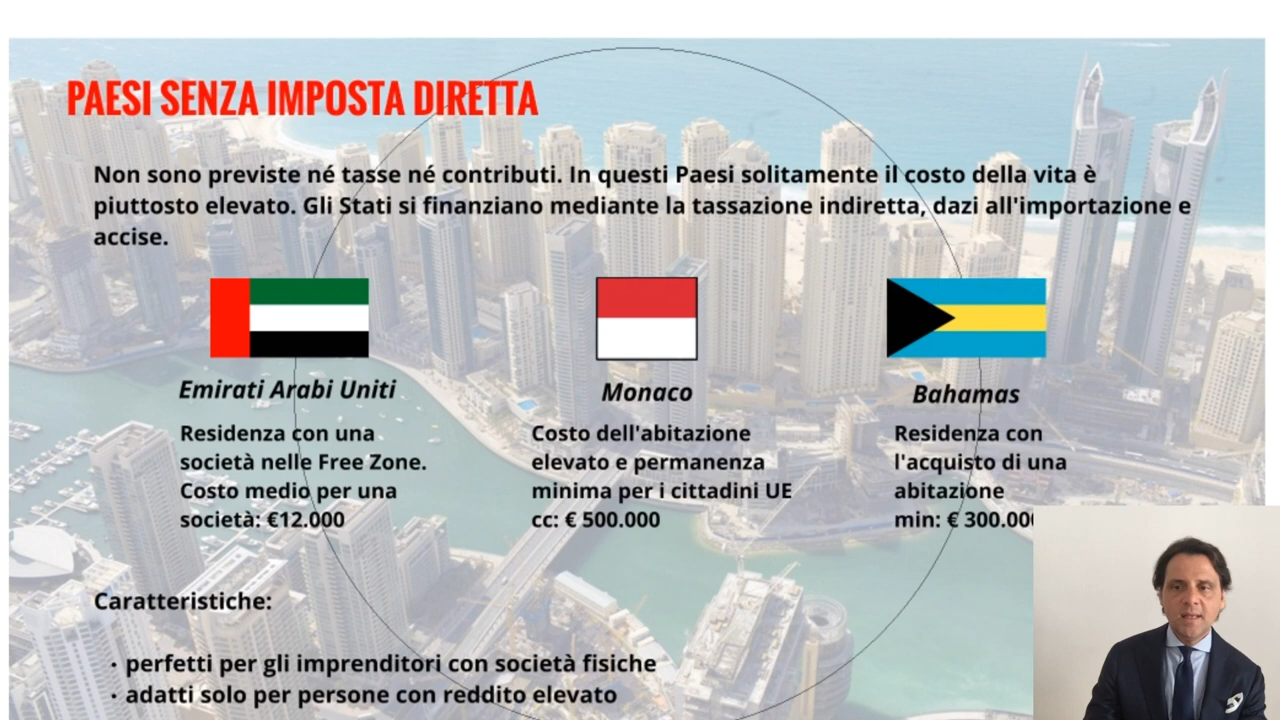 PAESI SENZA IMPOSTA DIRETTA
Non sono previste né tasse né contributi. In questi Paesi solitamente il costo della vita è
piuttosto elevato. Gli Stati si finanziano mediante la tassazione indiretta, dazi all'importazione e
accise.
Emirati Arabi Uniti
Residenza con una
società nelle Free Zone.
Costo medio per una
società: €12.000
Monaco
Costo dell'abitazione
elevato e permanenza
minima per i cittadini UE
cc: € 500.000
Bahamas
Residenza con
l'acquisto di una
abitazione
min: € 300.000
Caratteristiche:
· perfetti per gli imprenditori con società fisiche
· adatti solo per persone con reddito elevato